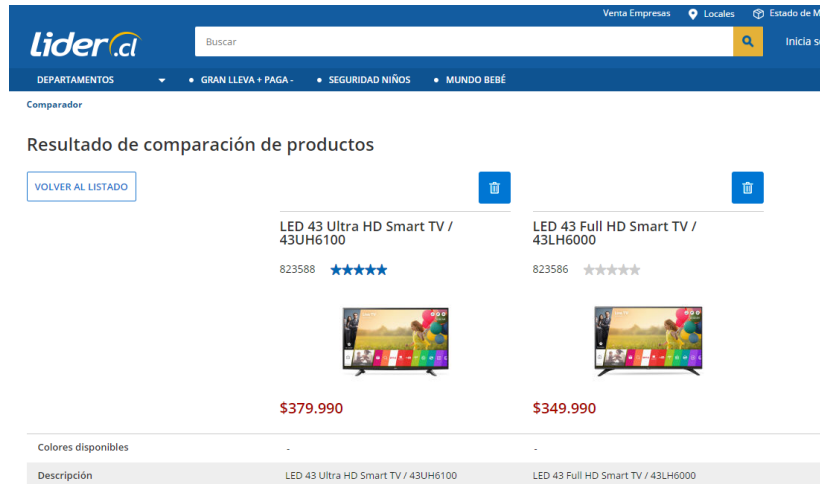 Venta Empresas Locales Estado de M
lider.cl Buscar Inicia se
DEPARTAMENTOS • GRAN LLEVA + PAGA - • SEGURIDAD NIÑOS • MUNDO BEBÉ
Comparador
Resultado de comparación de productos
VOLVER AL LISTADO
LED 43 Ultra HD Smart TV /
43UH6100
823588
$379.990
LED 43 Full HD Smart TV /
43LH6000
823586
$349.990
Colores disponibles - -
Descripción LED 43 Ultra HD Smart TV / 43UH6100 LED 43 Full HD Smart TV / 43LH6000